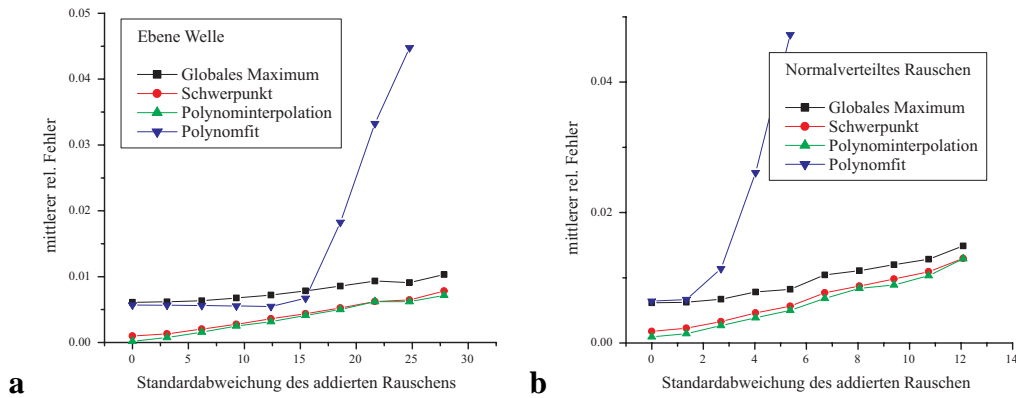 0.05
0.04
0.03
0.02
0.01
0.00
mittlerer rel. Fehler
Ebene Welle
Globales Maximum
Schwerpunkt
Polynominterpolation
Polynomfit
0 5 10 15 20 25 30
Standardabweichung des addierten Rauschens
a
0.04
0.02
0.00
mittlerer rel. Fehler
Normalverteiltes Rauschen
Globales Maximum
Schwerpunkt
Polynominterpolation
Polynomfit
0 2 4 6 8 10 12 14
Standardabweichung des addierten Rauschen
b